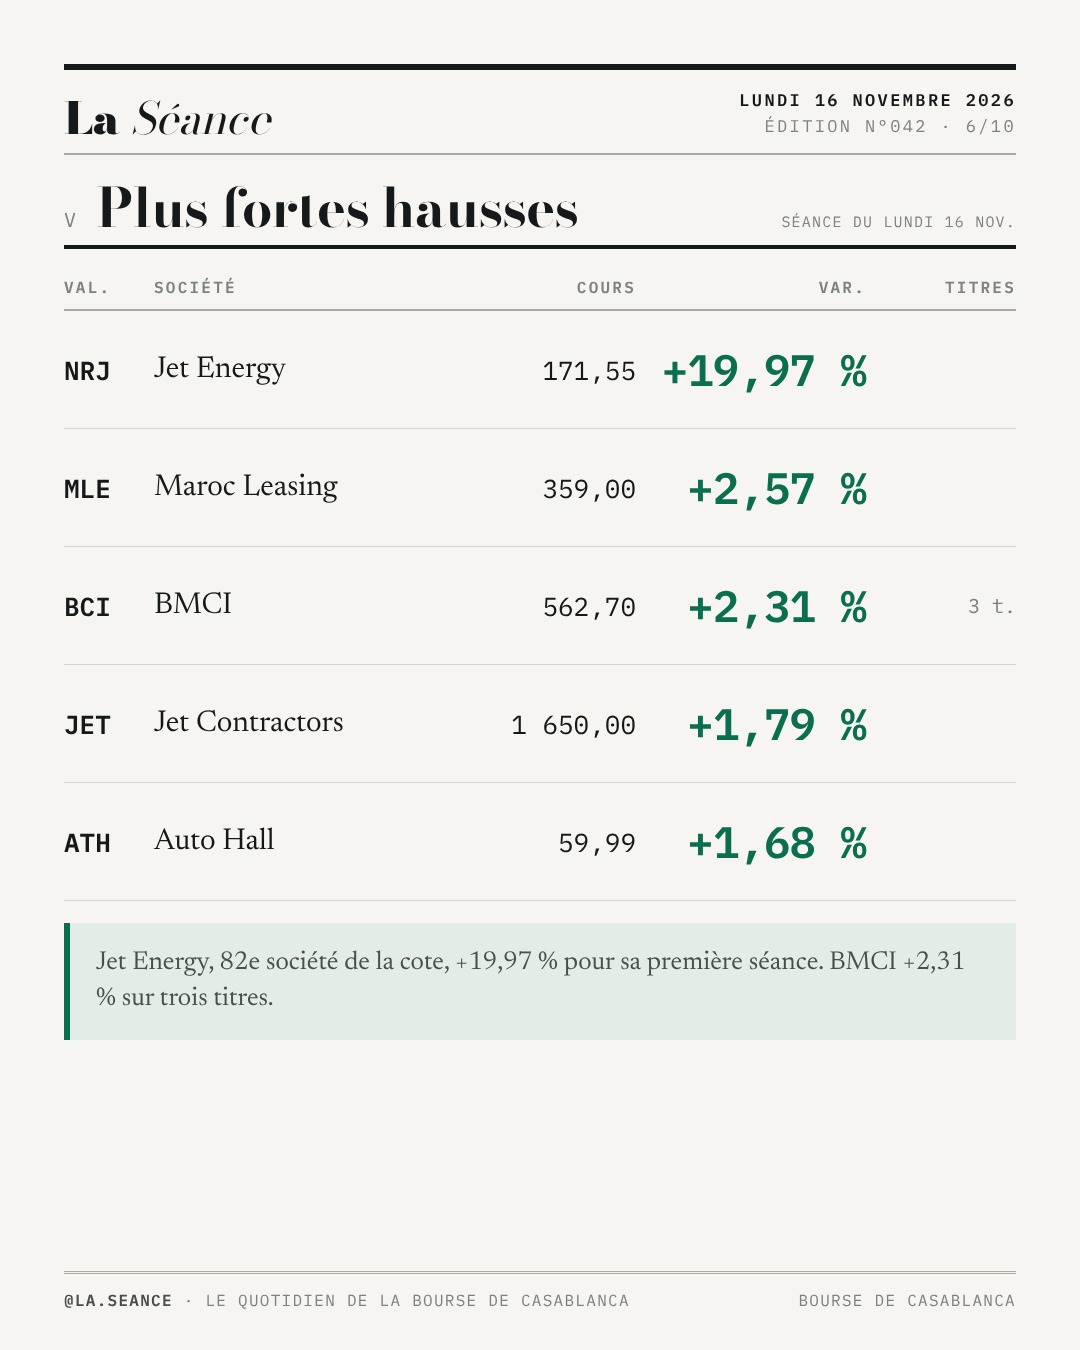 La Séance
LUNDI 16 NOVEMBRE 2026
ÉDITION N°042 · 6/10
V Plus fortes hausses
SÉANCE DU LUNDI 16 NOV.
VAL. SOCIÉTÉ COURS VAR. TITRES
NRJ Jet Energy 171,55 +19,97 %
MLE Maroc Leasing 359,00 +2,57 %
BCI BMCI 562,70 +2,31 % 3 t.
JET Jet Contractors 1 650,00 +1,79 %
ATH Auto Hall 59,99 +1,68 %
Jet Energy, 82e société de la cote, +19,97 % pour sa première séance. BMCI +2,31
% sur trois titres.
@LA.SEANCE · LE QUOTIDIEN DE LA BOURSE DE CASABLANCA
BOURSE DE CASABLANCA